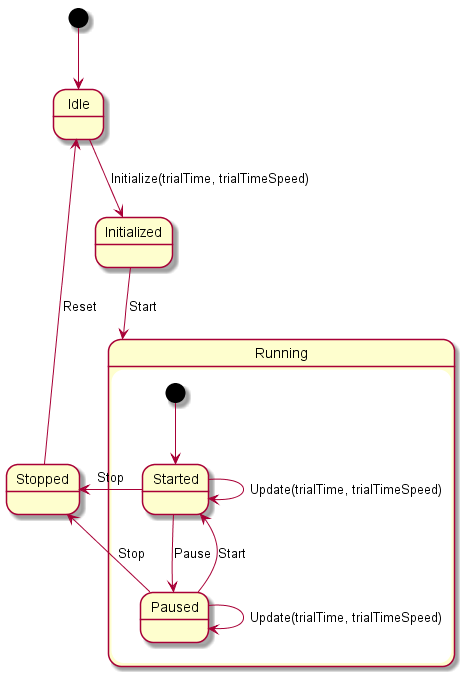 Idle
Initialize(trialTime, trialTimeSpeed)
Initialized
Reset
Start
Running
Stopped
Stop
Started
Update(trialTime, trialTimeSpeed)
Stop
Pause
Start
Paused
Update(trialTime, trialTimeSpeed)